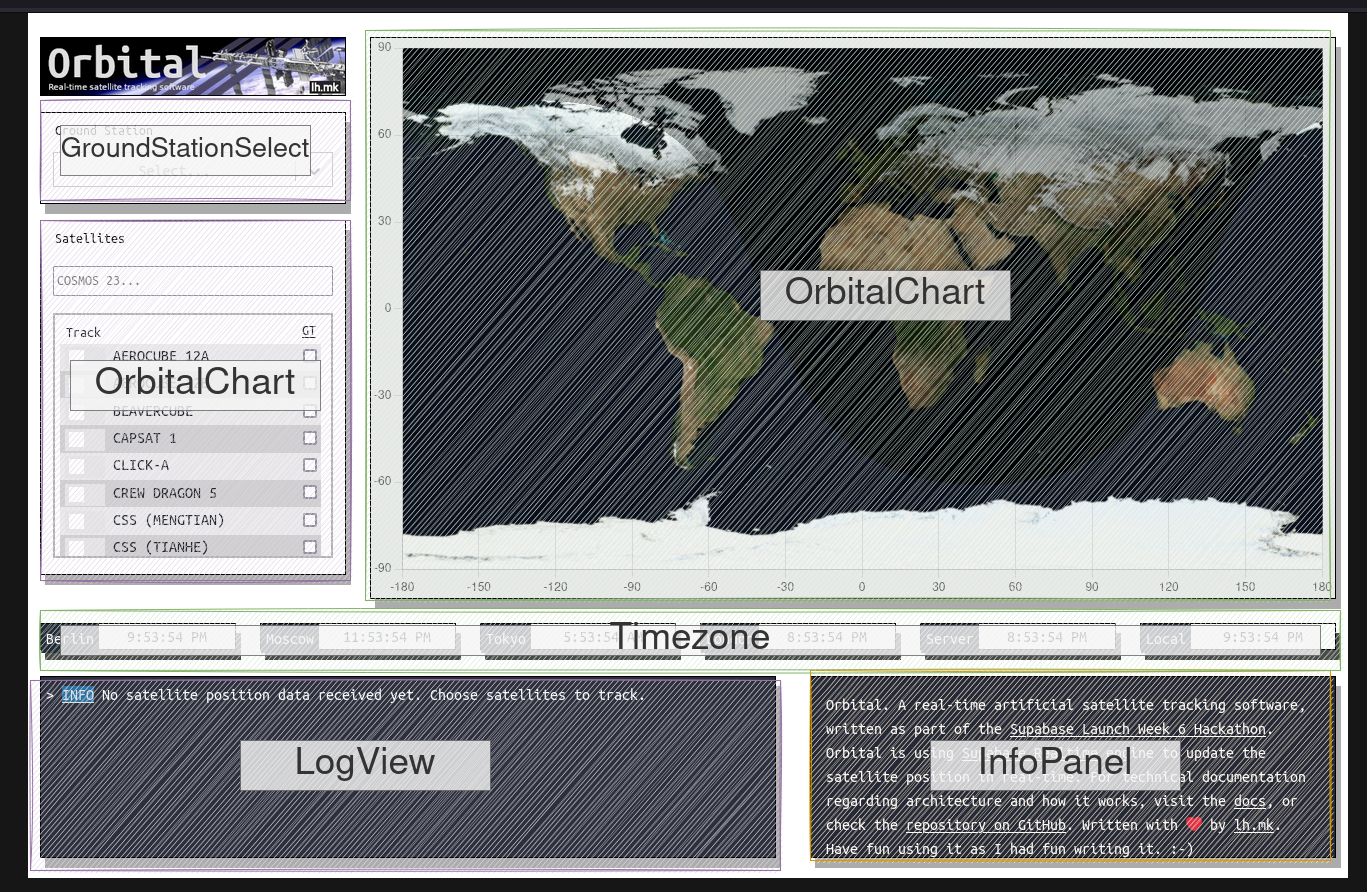 Orbital
Real-time satellite tracking software
lh.mk
Ground Station
GroundStationSelect
Select...
Satellites
COSMOS 23...
Track GT
AEROCUBE 12A
OrbitalChart
BEAVERCUBE
CAPSAT 1
CLICK-A
CREW DRAGON 5
CSS (MENGTIAN)
CSS (TIANHE)
90
60
30
0
-30
-60
-90
-180 -150 -120 -90 -60 -30 0 30 60 90 120 150 180
OrbitalChart
Berlin 9:53:54 PM Moscow 11:53:54 PM Tokyo 5:53:54 AM 8:53:54 PM Server 8:53:54 PM Local 9:53:54 PM
Timezone
> INFO No satellite position data received yet. Choose satellites to track.
LogView
Orbital. A real-time artificial satellite tracking software,
written as part of the Supabase Launch Week 6 Hackathon.
Orbital is using Supabase Realtime engine to update the
satellite position in real-time. For technical documentation
regarding architecture and how it works, visit the docs, or
check the repository on GitHub. Written with ❤️ by lh.mk.
Have fun using it as I had fun writing it. :-)
InfoPanel